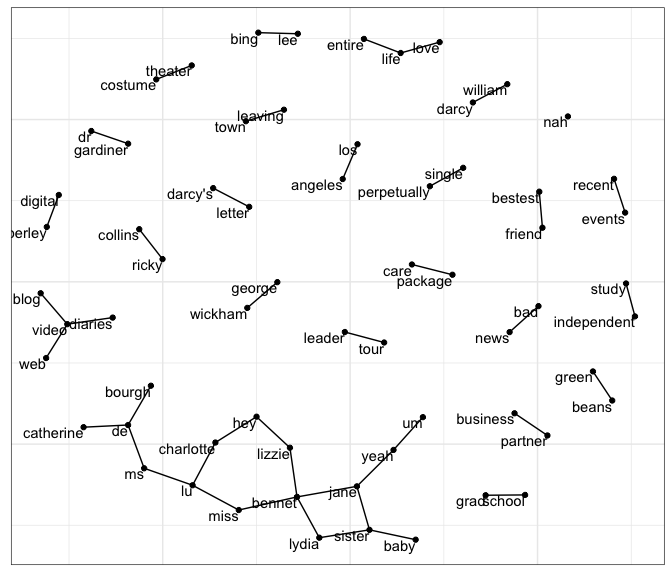 bing lee
entire life love
theater
costume
william
darcy
leaving
town
nah
dr
gardiner
los
angeles
single
perpetually
recent
events
digital
berley
darcy's
letter
bestest
friend
collins
ricky
care
package
george
wickham
study
independent
blog
video diaries
web
bad
news
leader
tour
green
beans
bourgh
catherine de
business
partner
um
hey
yeah
charlotte
lizzie
ms
lu
miss
bennet
jane
grad school
lydia
sister
baby